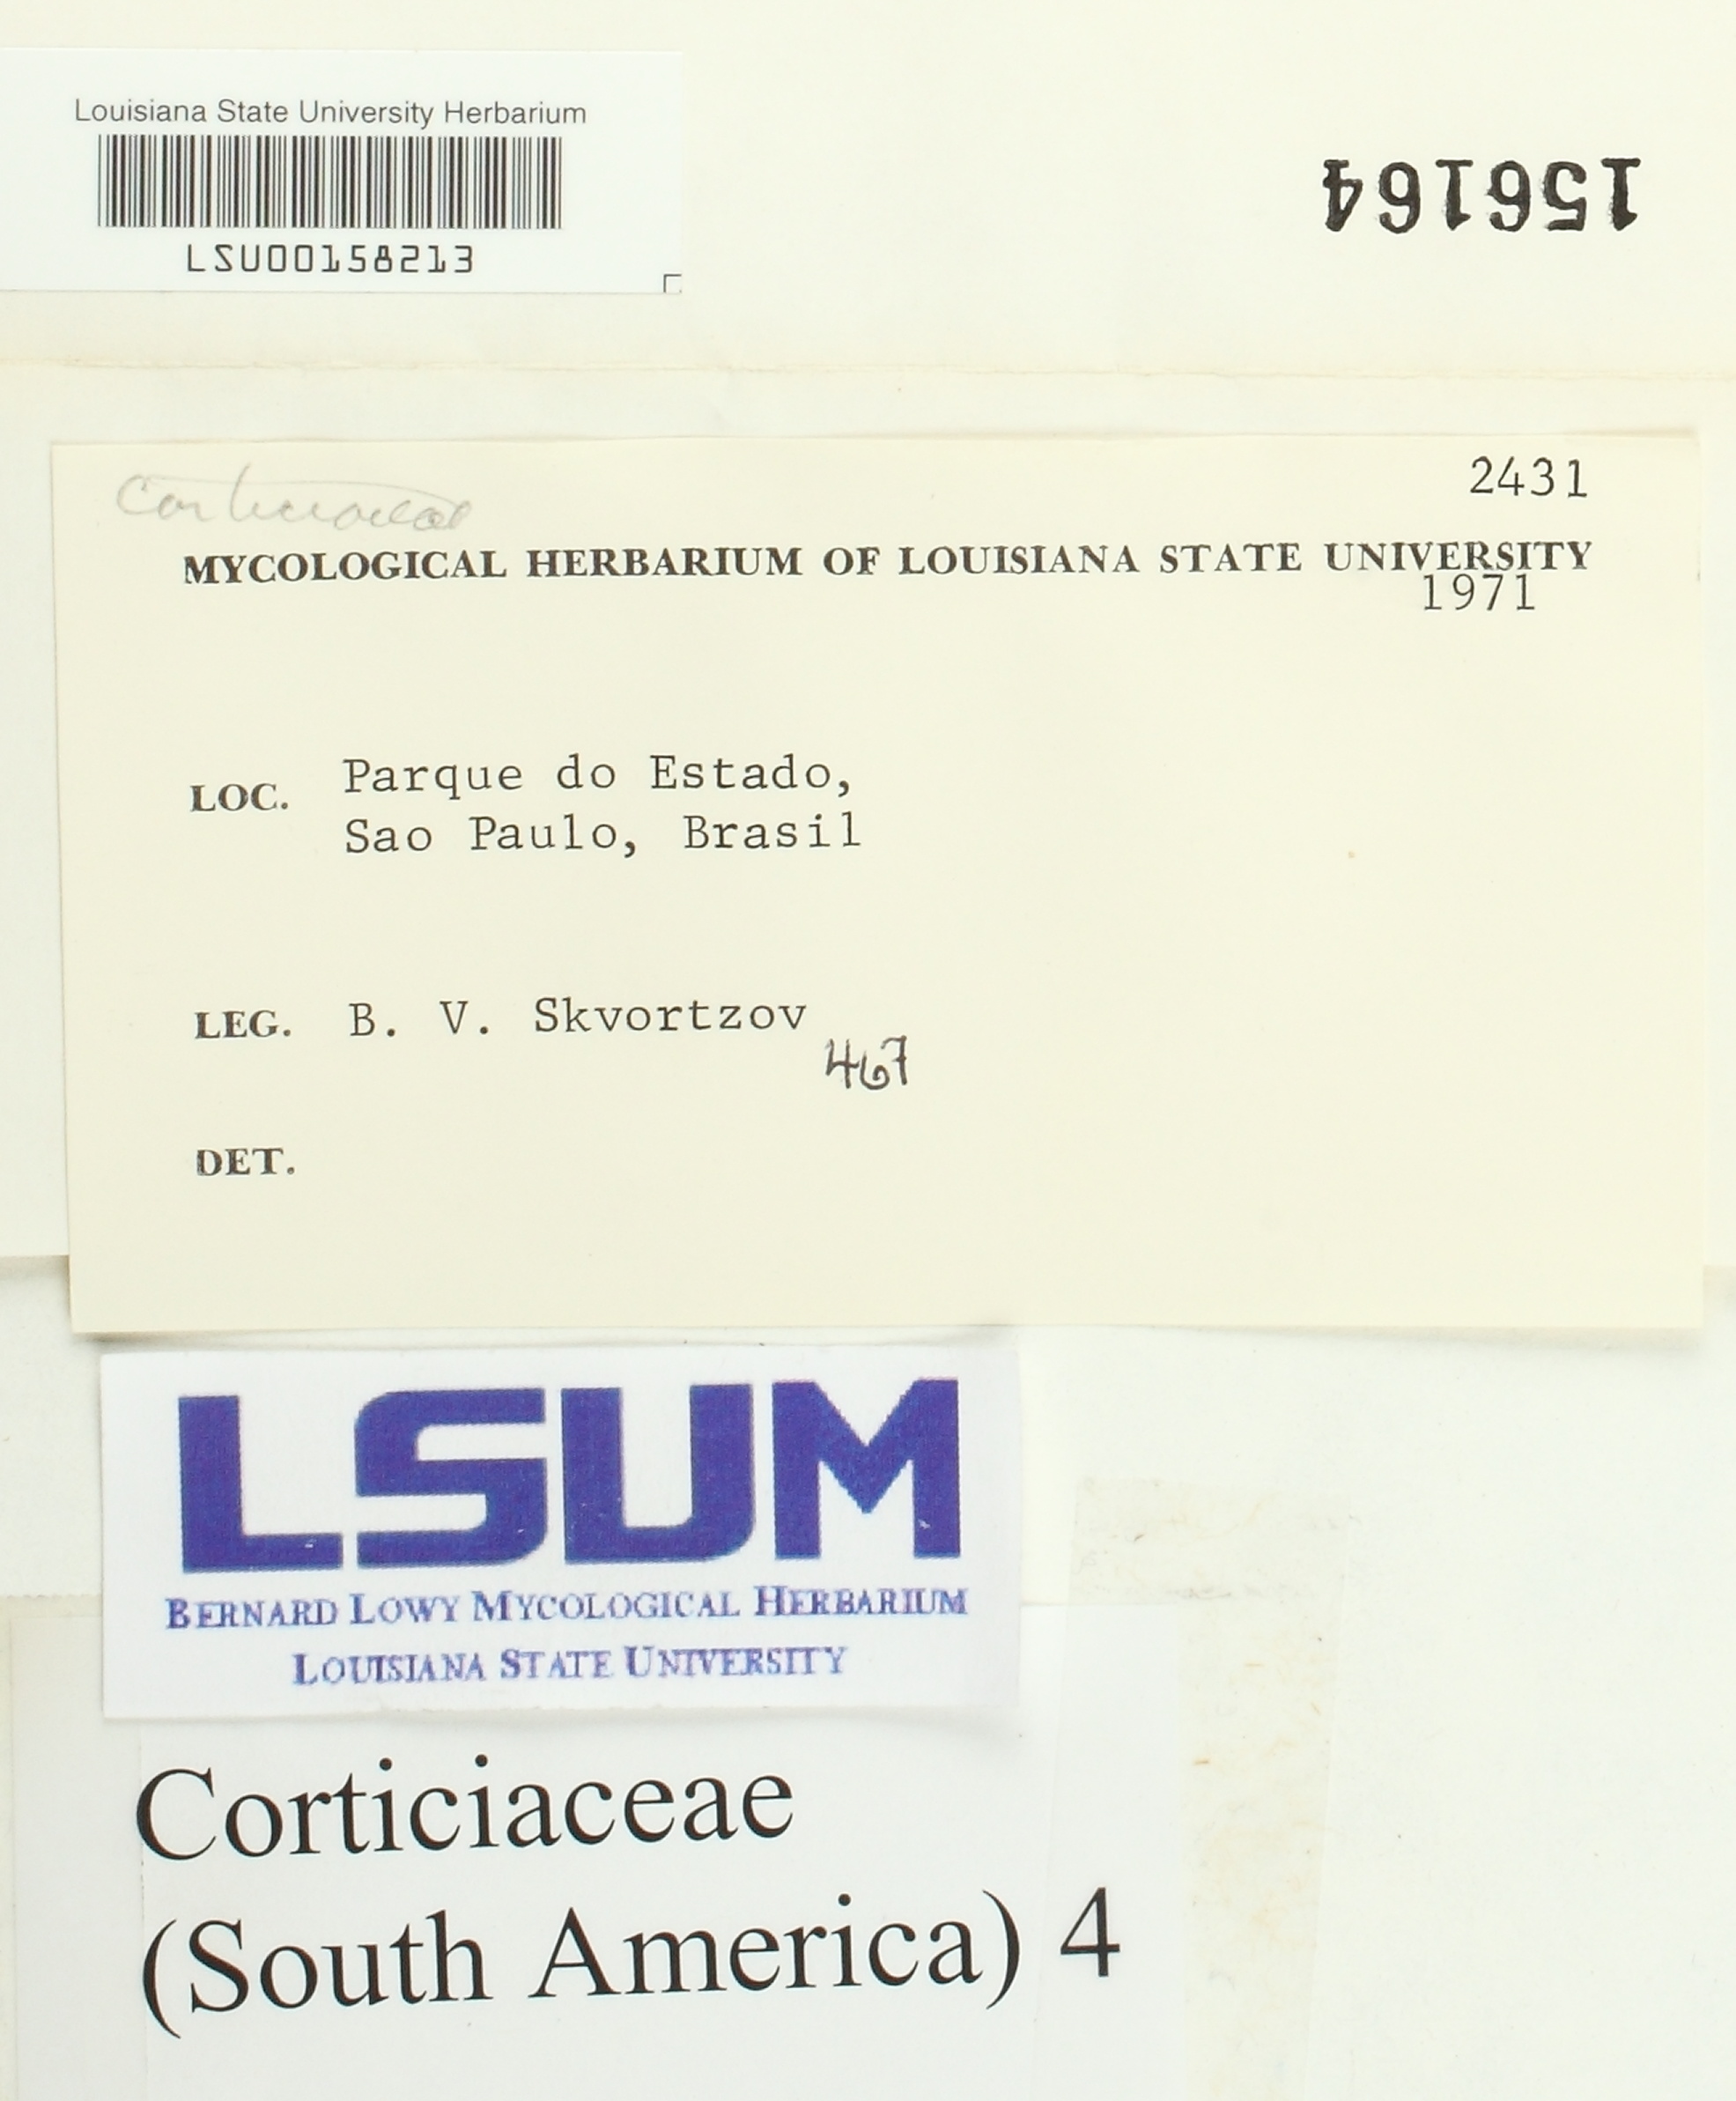 Louisiana State University Herbarium
LSU00158213
156164
Corticiaceae
2431
MYCOLOGICAL HERBARIUM OF LOUISIANA STATE UNIVERSITY
1971
LOC. Parque do Estado,
Sao Paulo, Brasil
LEG. B. V. Skvortzov
467
DET.
LSUM
BERNARD LOWY MYCOLOGICAL HERBARIUM
LOUISIANA STATE UNIVERSITY
Corticiaceae
(South America) 4